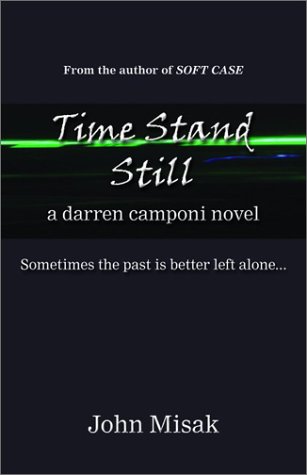 From the author of SOFT CASE
Time Stand
Still
a darren camponi novel
Sometimes the past is better left alone...
John Misak